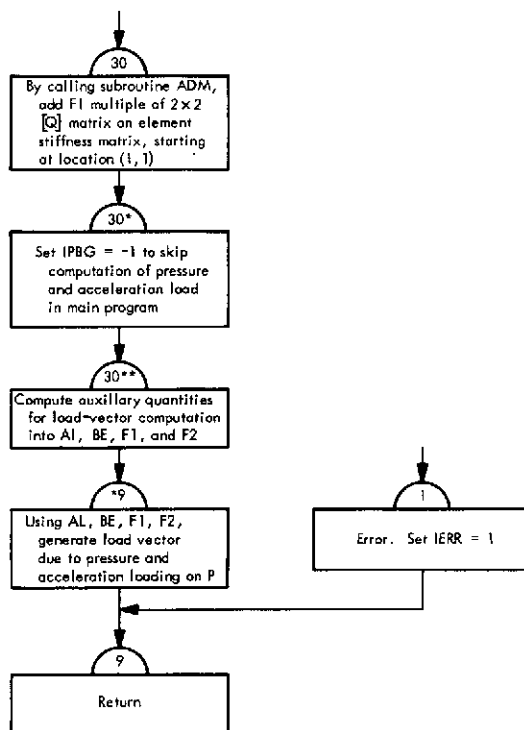 30
By calling subroutine ADM,
add F1 multiple of 2 × 2
[Q] matrix on element
stiffness matrix, starting
at location (1, 1)
30*
Set IPBG = -1 to skip
computation of pressure
and acceleration load
in main program
30**
Compute auxillary quantities
for load-vector computation
into AL, BE, F1, and F2
*9
Using AL, BE, F1, F2,
generate load vector
due to pressure and
acceleration loading on P
1
Error. Set IERR = 1
9
Return